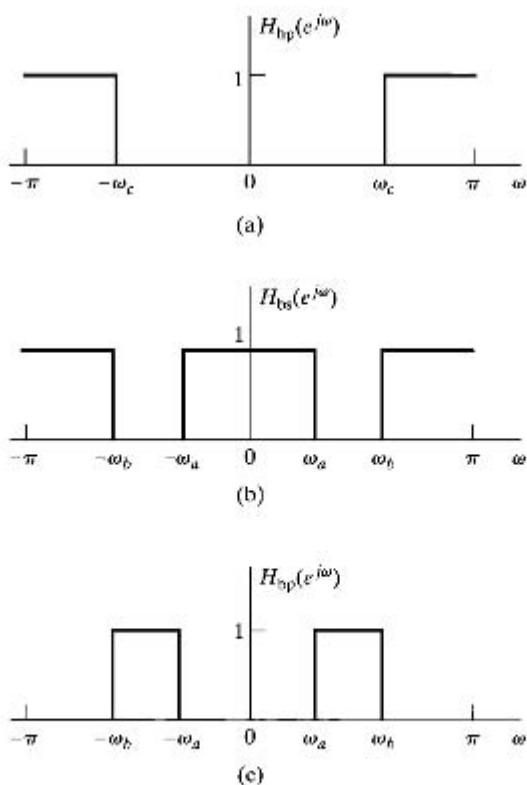 H_hp(e^{jω})
1
−π −ω_c 0 ω_c π ω
(a)
H_bs(e^{jω})
1
−π −ω_b −ω_a 0 ω_a ω_b π ω
(b)
H_bp(e^{jω})
1
−π −ω_b −ω_a 0 ω_a ω_b π ω
(c)